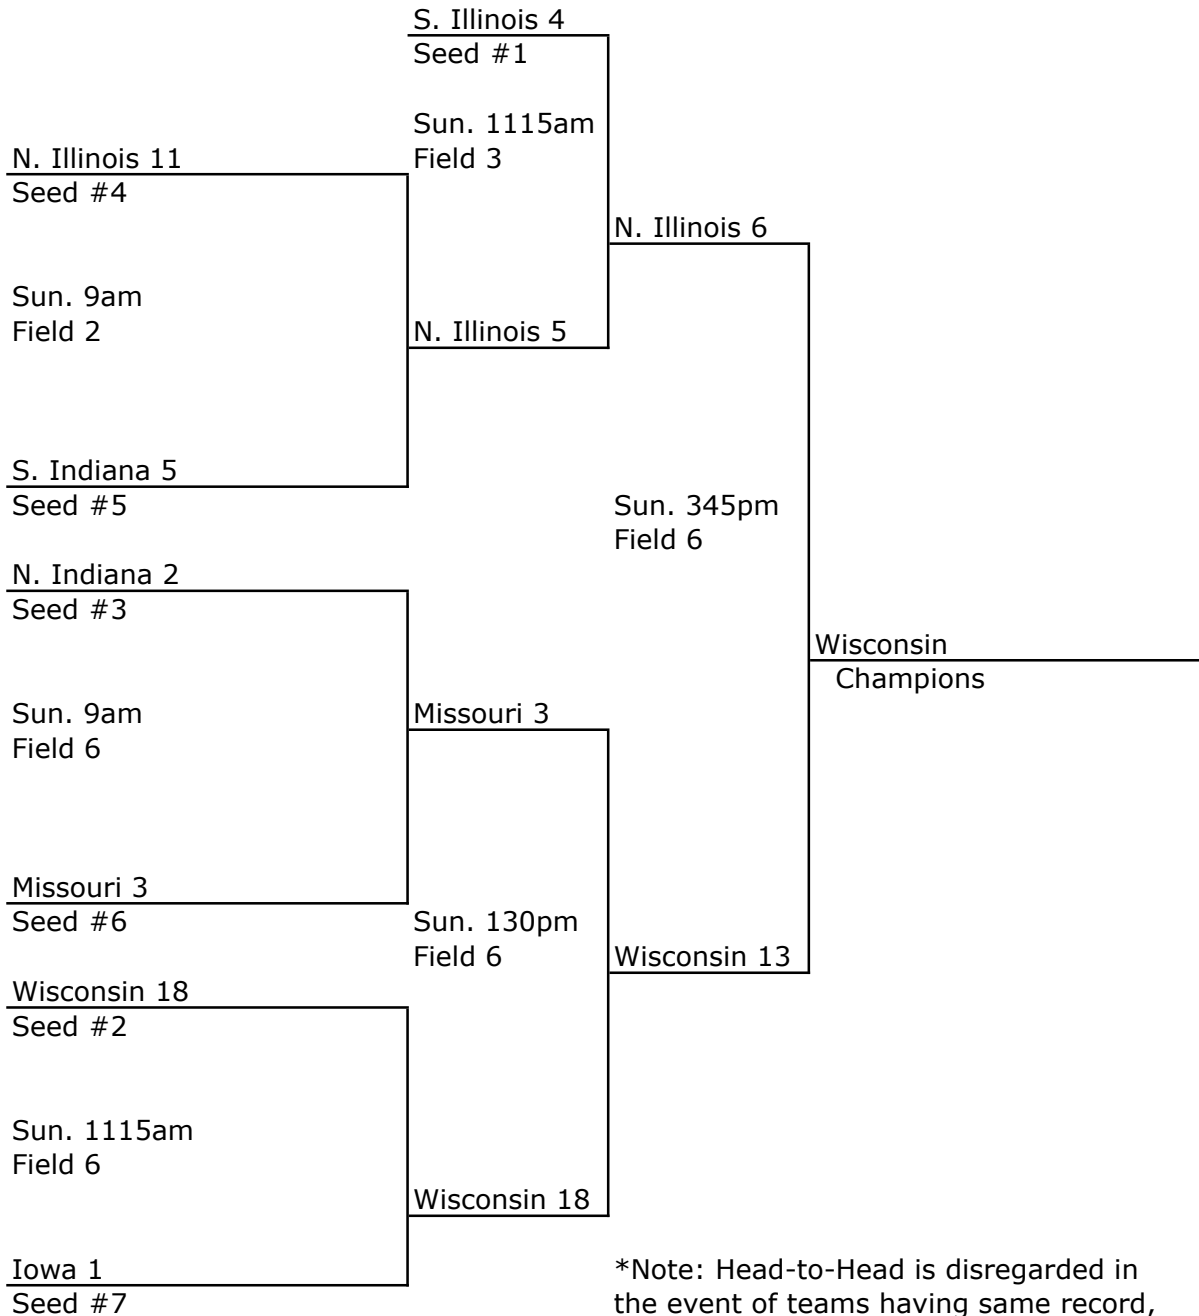 S. Illinois 4
Seed #1
Sun. 1115am
Field 3
N. Illinois 11
Seed #4
N. Illinois 6
Sun. 9am
Field 2
N. Illinois 5
S. Indiana 5
Seed #5
Sun. 345pm
Field 6
N. Indiana 2
Seed #3
Wisconsin
Champions
Sun. 9am
Field 6
Missouri 3
Missouri 3
Seed #6
Sun. 130pm
Field 6
Wisconsin 13
Wisconsin 18
Seed #2
Sun. 1115am
Field 6
Wisconsin 18
Iowa 1
Seed #7
*Note: Head-to-Head is disregarded in
the event of teams having same record,